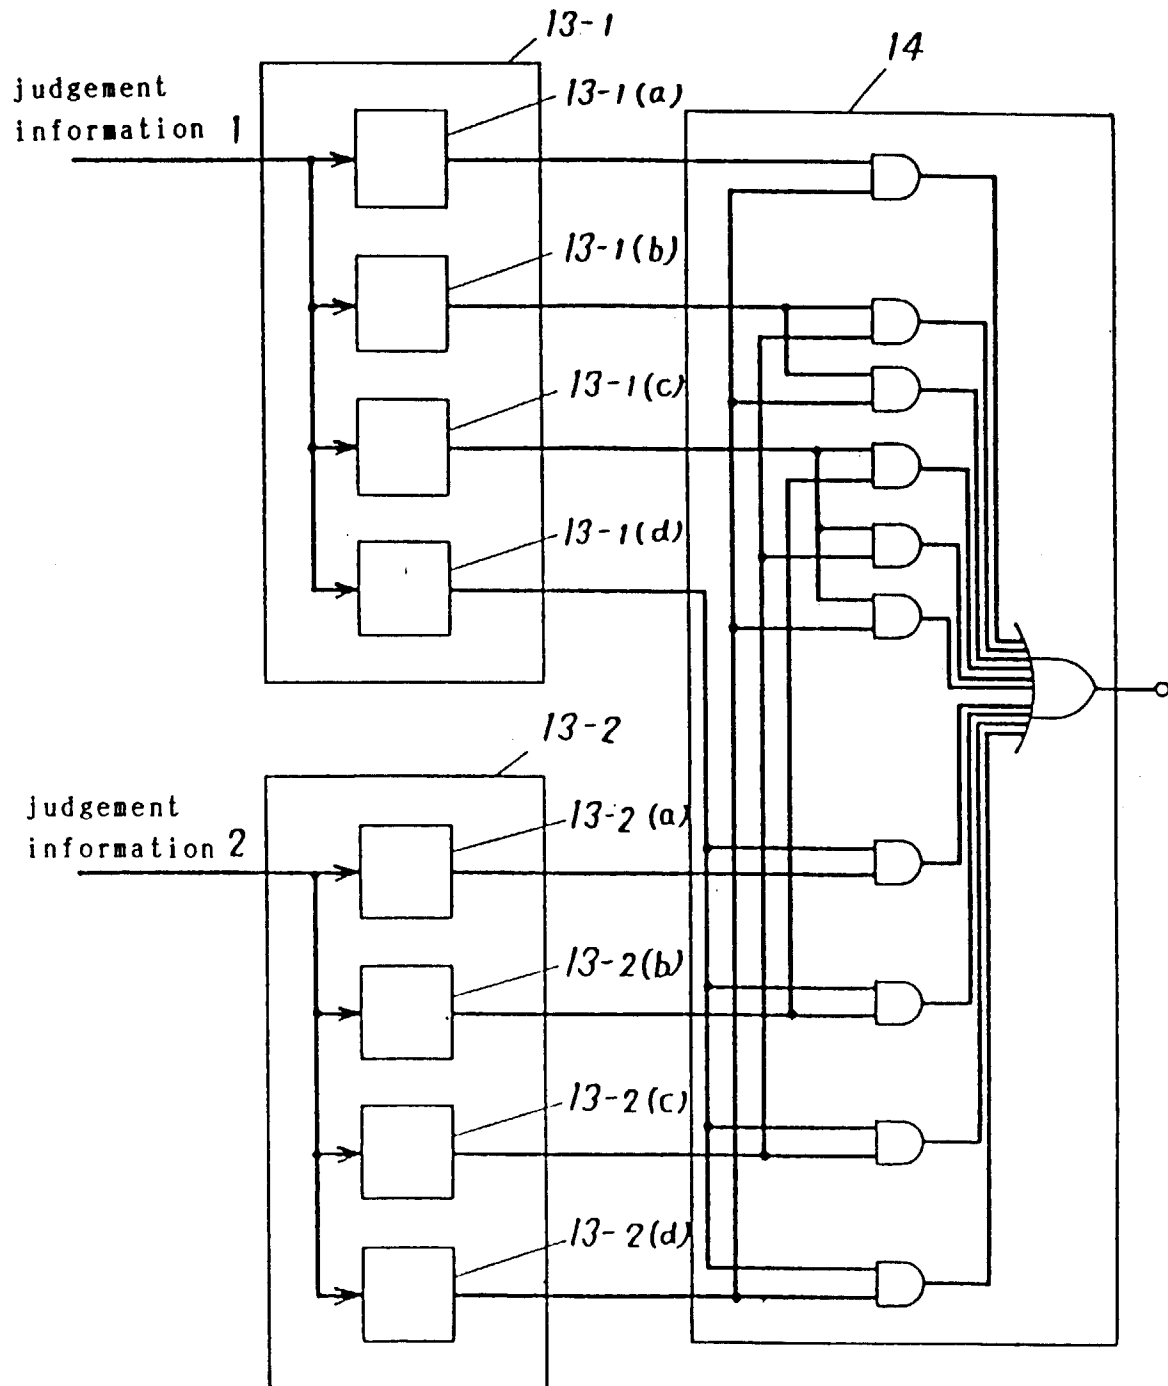 13-1
14
judgement
information 1
13-1(a)
13-1(b)
13-1(c)
13-1(d)
13-2
judgement
information 2
13-2(a)
13-2(b)
13-2(c)
13-2(d)